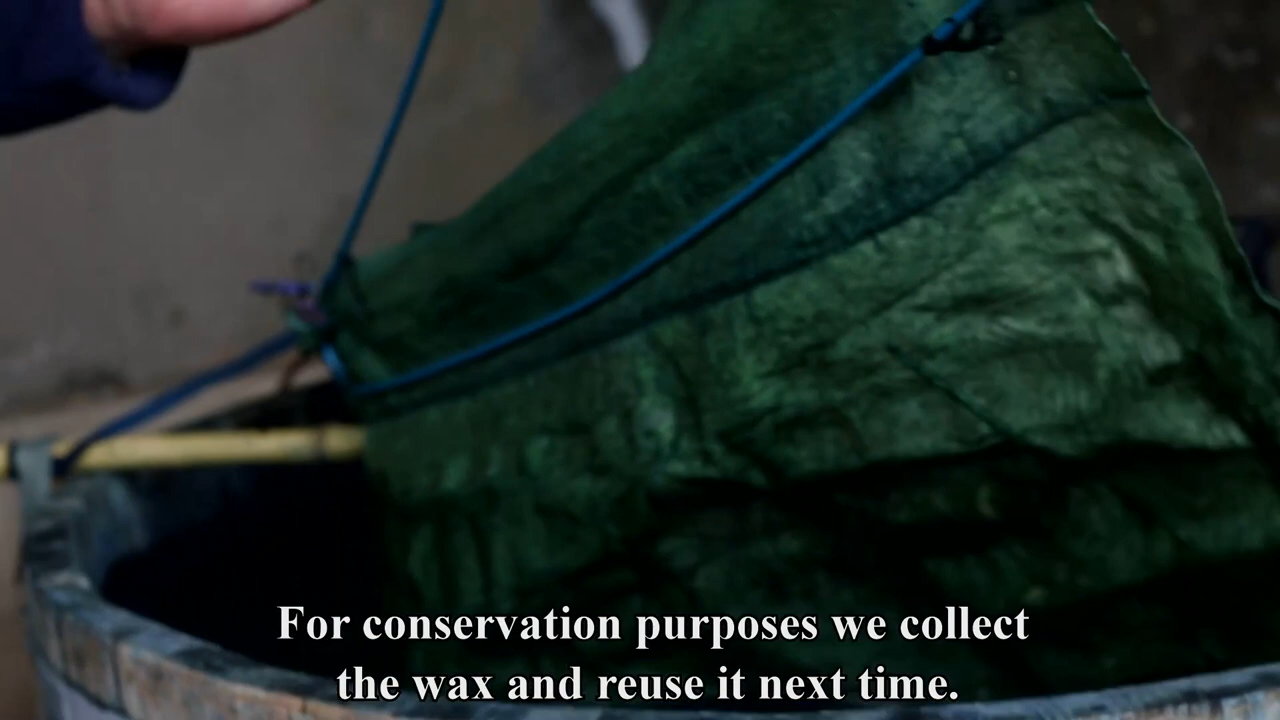 For conservation purposes we collect
the wax and reuse it next time.